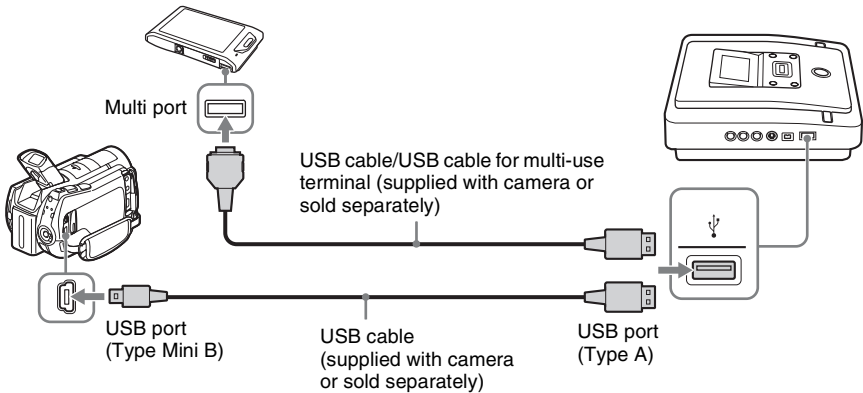 Multi port
USB cable/USB cable for multi-use
terminal (supplied with camera or
sold separately)
USB port
(Type Mini B)
USB cable
(supplied with camera
or sold separately)
USB port
(Type A)